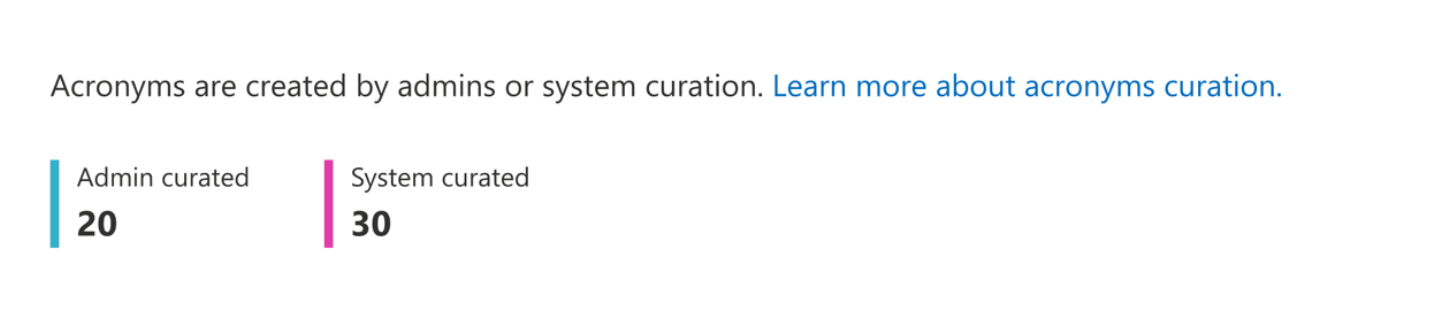 Acronyms are created by admins or system curation. Learn more about acronyms curation.
Admin curated
20
System curated
30